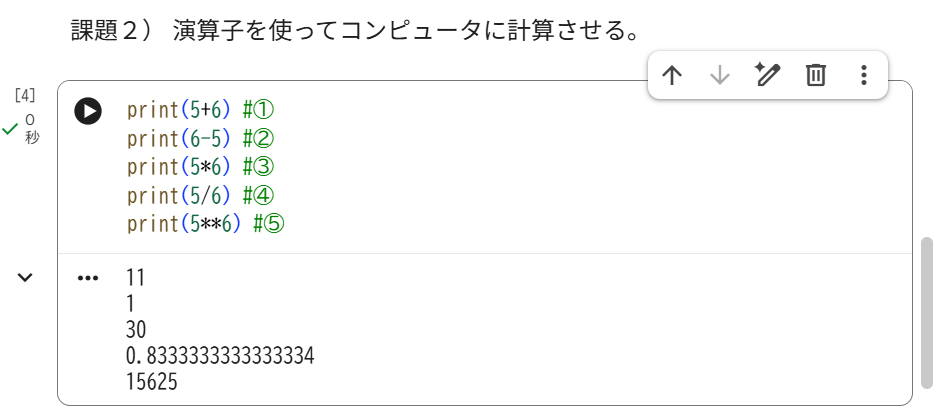 課題２） 演算子を使ってコンピュータに計算させる。
[4]
0
秒
print(5+6) #①
print(6-5) #②
print(5*6) #③
print(5/6) #④
print(5**6) #⑤
11
1
30
0.8333333333333334
15625